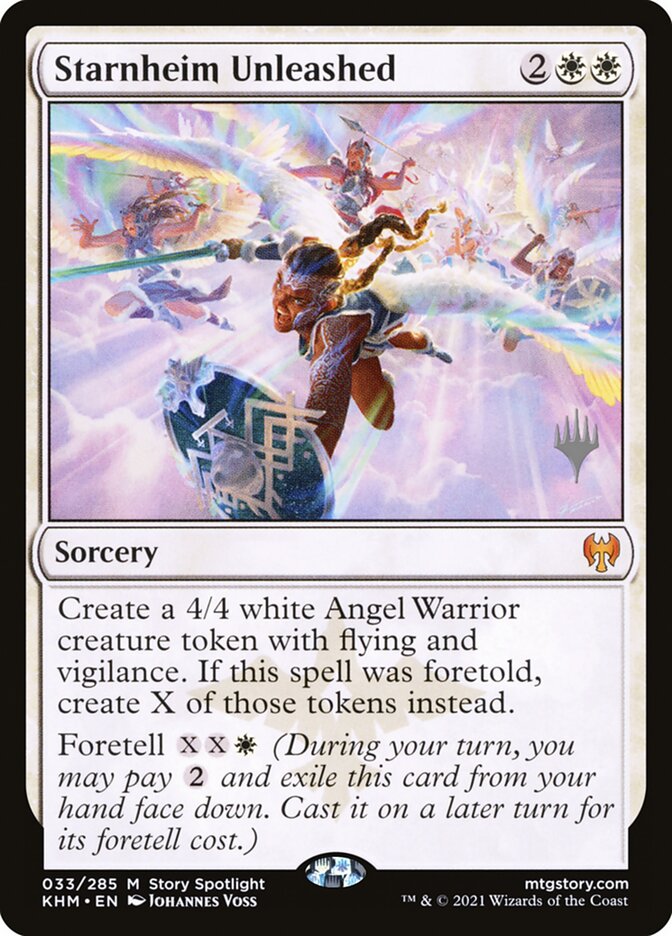 Starnheim Unleashed 2
Sorcery
Create a 4/4 white Angel Warrior
creature token with flying and
vigilance. If this spell was foretold,
create X of those tokens instead.
Foretell X X (During your turn, you
may pay 2 and exile this card from your
hand face down. Cast it on a later turn for
its foretell cost.)
033/285 M Story Spotlight
KHM • EN Johannes Voss
mtgstory.com
™ & © 2021 Wizards of the Coast